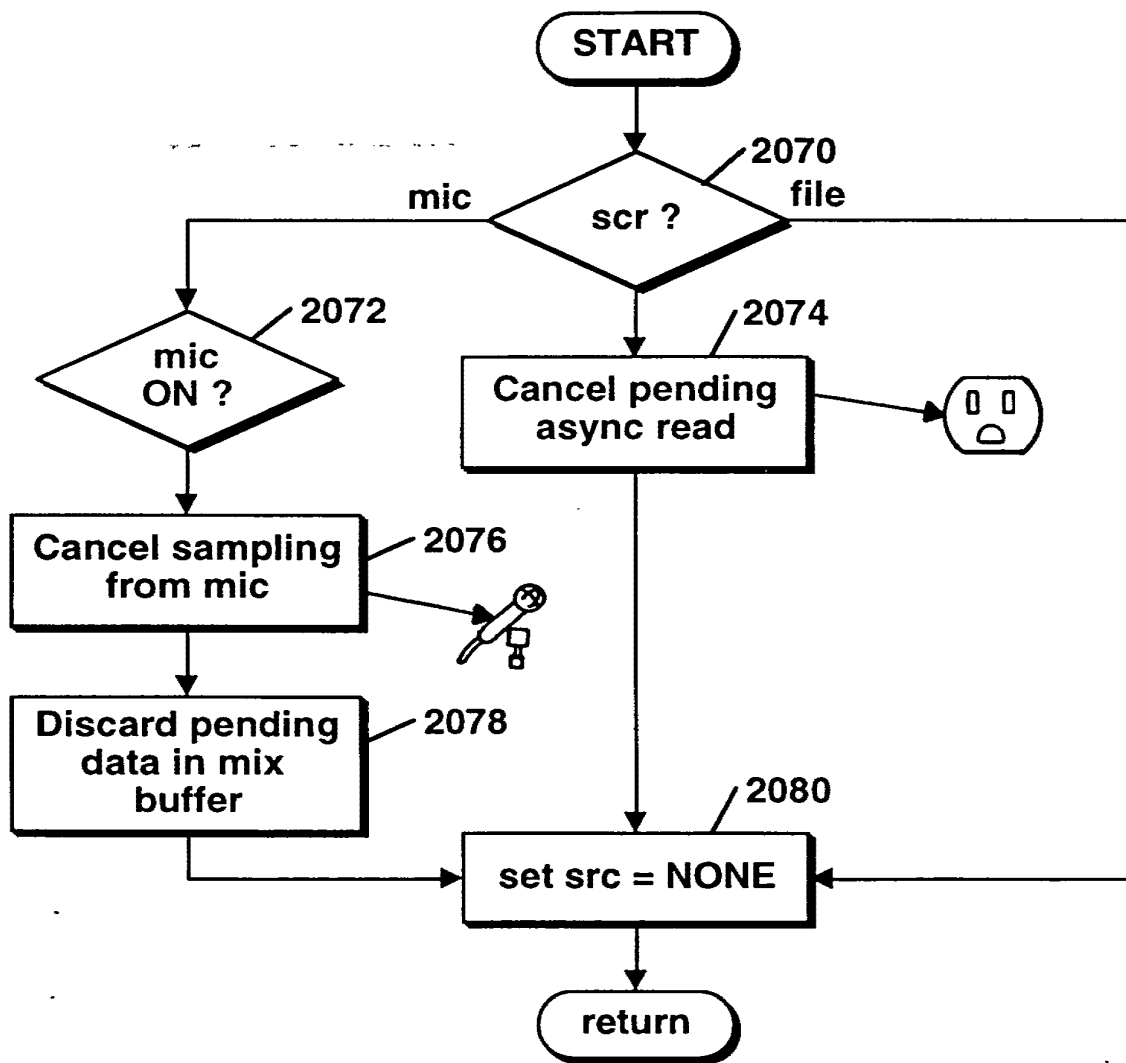 START
2070
mic
file
scr ?
2072
2074
mic
ON ?
Cancel pending
async read
Cancel sampling
from mic
2076
Discard pending
data in mix
buffer
2078
2080
set src = NONE
return